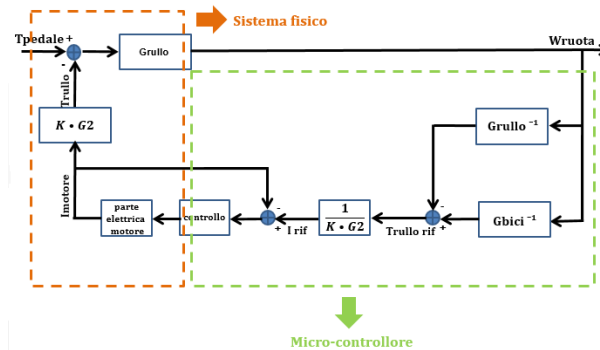 Sistema fisico
Tpedale +
Wruota
Grullo
-
Trullo
K • G2
Grullo ⁻¹
Imotore
-
-
parte
elettrica
motore
controllo
+
I rif
1
K • G2
Trullo rif
+
Gbici ⁻¹
Micro-controllore